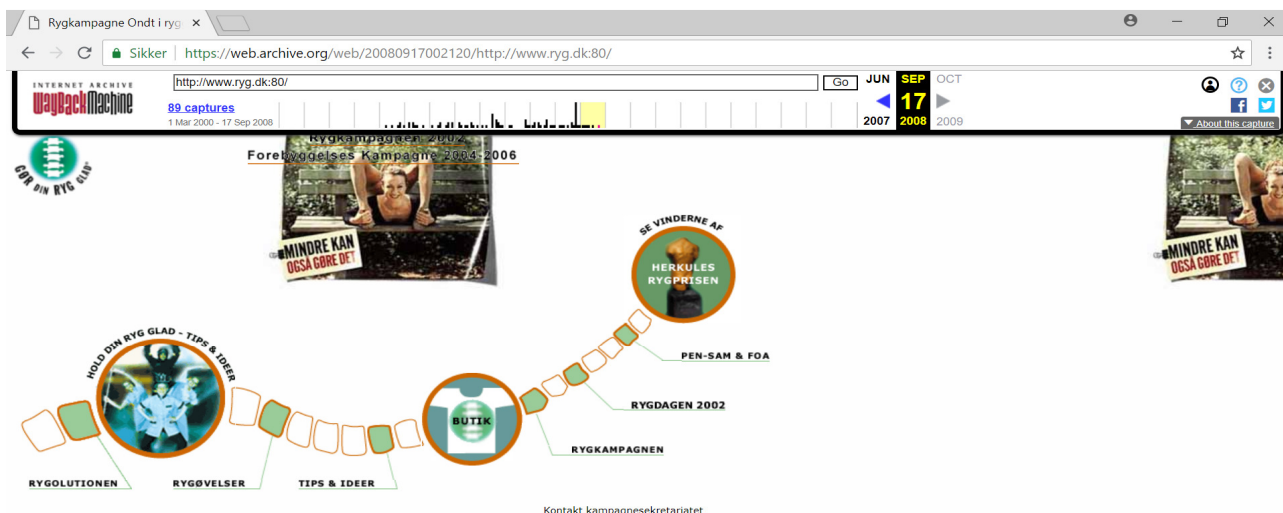 Rygkampagne Ondt i ryg
Sikker
https://web.archive.org/web/20080917002120/http://www.ryg.dk:80/
INTERNET ARCHIVE
WayBackMachine
http://www.ryg.dk:80/
Go
JUN SEP OCT
17
2007 2008 2009
89 captures
1 Mar 2000 - 17 Sep 2008
About this capture
Rygkampagnen 2002
Forebyggelses Kampagne 2004-2006
GØR DIN RYG GLAD
MINDRE KAN
OGSÅ GØRE DET
MINDRE KAN
OGSÅ GØRE DET
SE VINDERNE AF
HERKULES
RYGPRISEN
HOLD DIN RYG GLAD - TIPS & IDEER
PEN-SAM & FOA
RYGDAGEN 2002
BUTIK
RYGKAMPAGNEN
RYGOLUTIONEN
RYGØVELSER
TIPS & IDEER
Kontakt kampagnesekretariatet